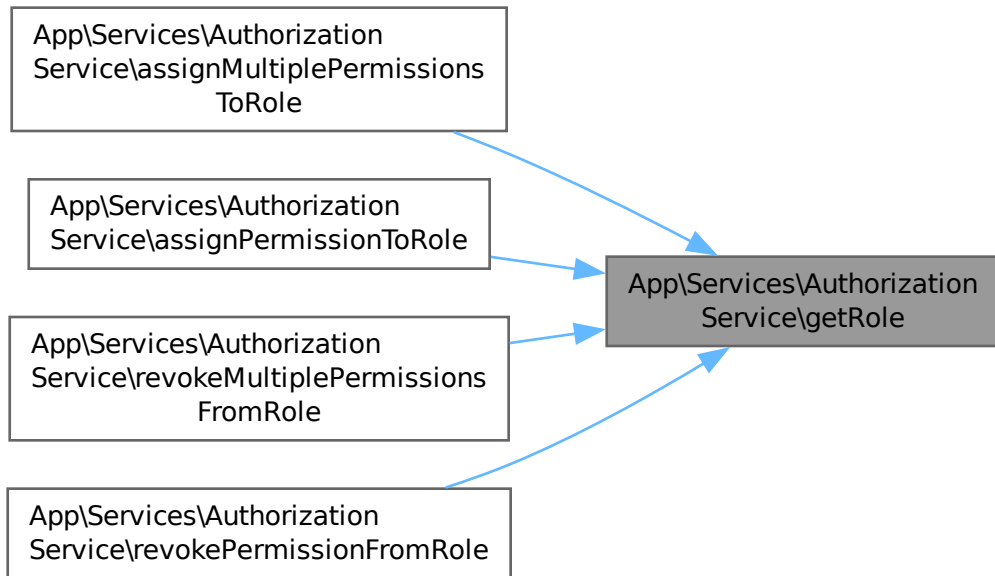 App\Services\Authorization
Service\assignMultiplePermissions
ToRole
App\Services\Authorization
Service\assignPermissionToRole
App\Services\Authorization
Service\getRole
App\Services\Authorization
Service\revokeMultiplePermissions
FromRole
App\Services\Authorization
Service\revokePermissionFromRole